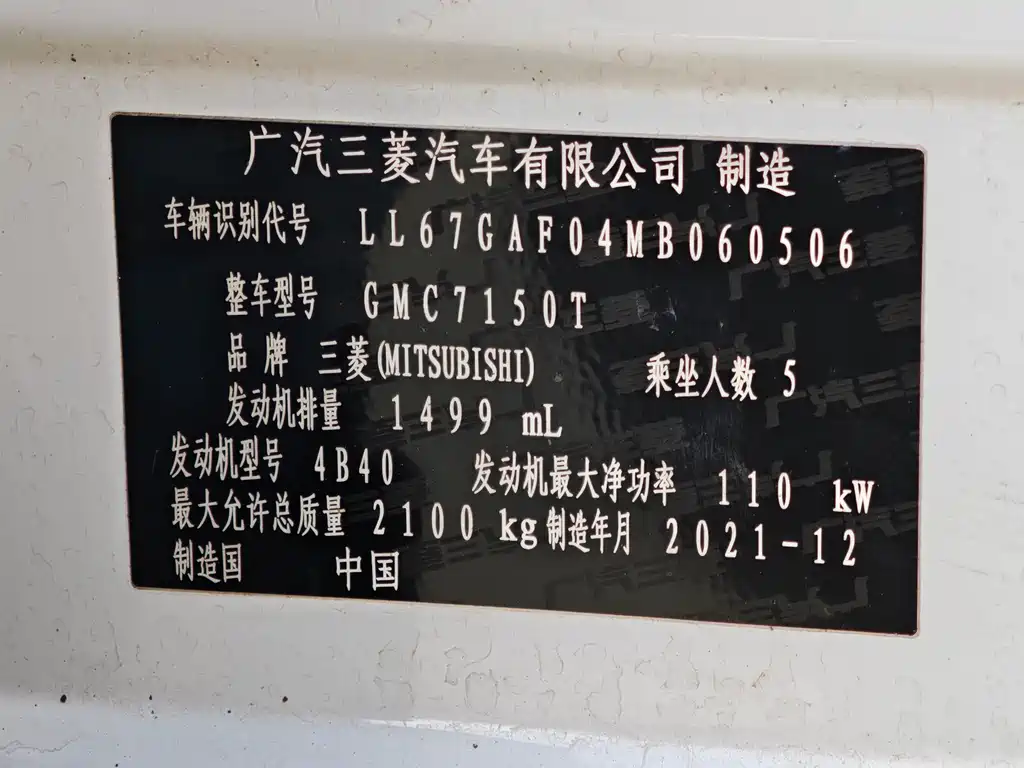 广汽三菱汽车有限公司 制造
车辆识别代号 LL67GAF04MB060506
整车型号 GMC7150T
品 牌 三菱(MITSUBISHI) 乘坐人数 5
发动机排量 1499 mL
发动机型号 4B40 发动机最大净功率 110 kW
最大允许总质量 2100 kg 制造年月 2021-12
制造国 中国